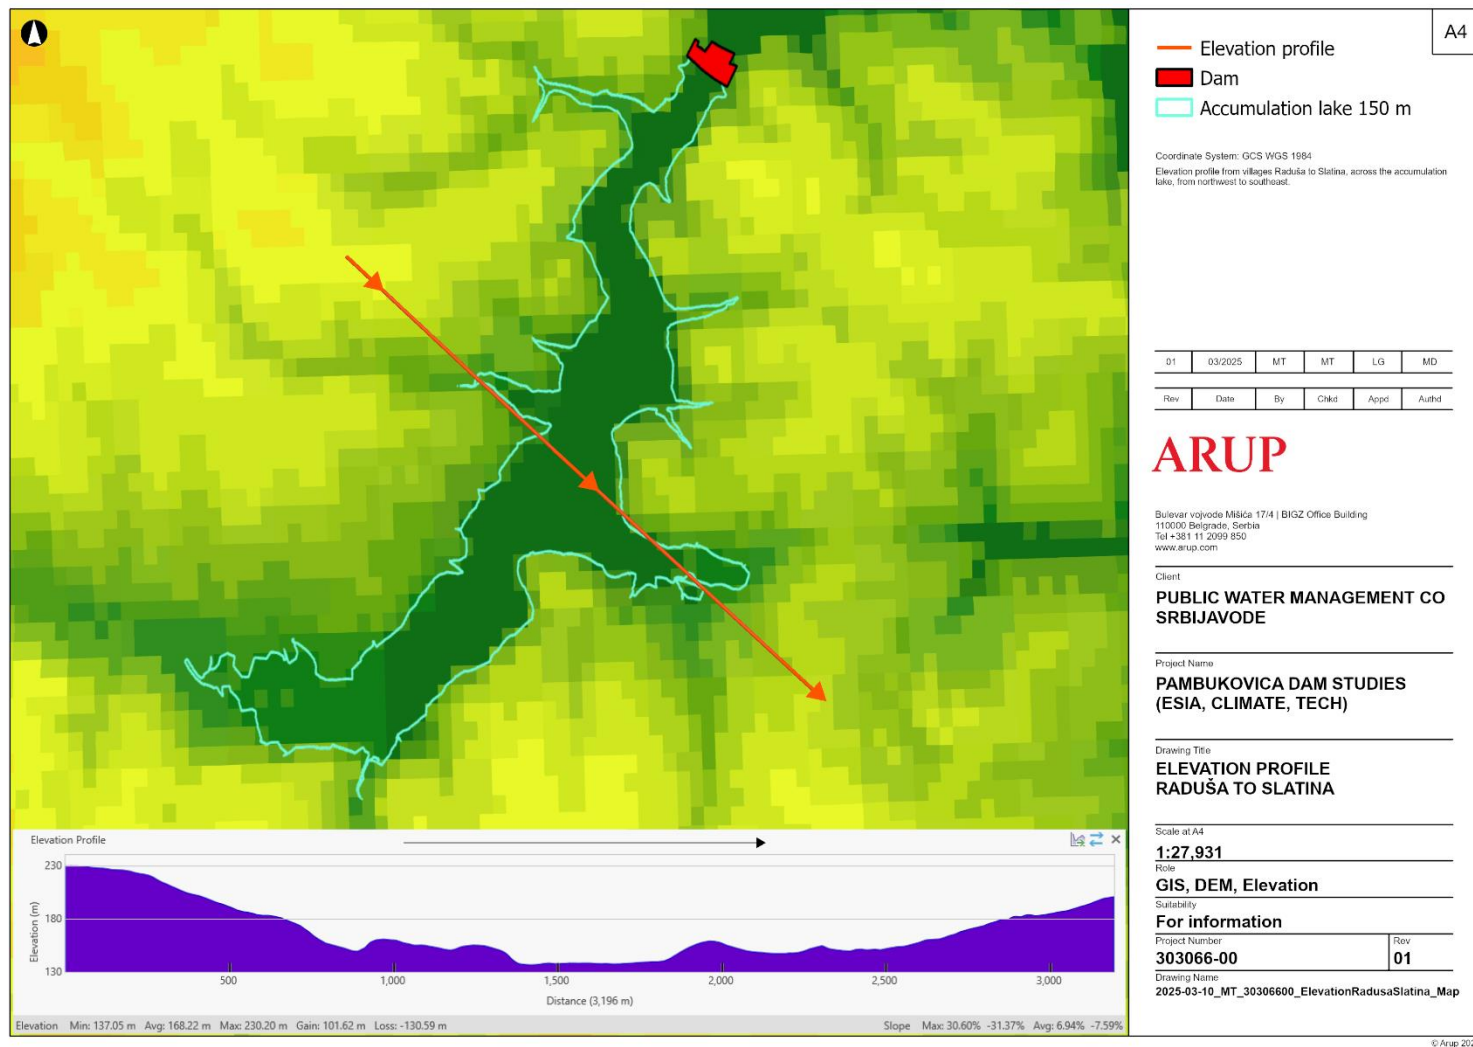 A4
Elevation profile
Dam
Accumulation lake 150 m
Coordinate System: GCS WGS 1984
Elevation profile from villages Raduša to Slatina, across the accumulation
lake, from northwest to southeast.
01 03/2025 MT MT LG MD
Rev Date By Chkd Appd Authd
ARUP
Bulevar vojvode Mišića 17/4 | BIGZ Office Building
110000 Belgrade, Serbia
Tel +381 11 2099 850
www.arup.com
Client
PUBLIC WATER MANAGEMENT CO
SRBIJAVODE
Project Name
PAMBUKOVICA DAM STUDIES
(ESIA, CLIMATE, TECH)
Drawing Title
ELEVATION PROFILE
RADUŠA TO SLATINA
Scale at A4
1:27,931
Role
GIS, DEM, Elevation
Suitability
For information
Project Number Rev
303066-00 01
Drawing Name
2025-03-10_MT_30306600_ElevationRadusaSlatina_Map
Elevation Profile
230
180
130
Elevation (m)
500 1,000 1,500 2,000 2,500 3,000
Distance (3,196 m)
Elevation Min: 137.05 m Avg: 168.22 m Max: 230.20 m Gain: 101.62 m Loss: -130.59 m
Slope Max: 30.60% -31.37% Avg: 6.94% -7.59%
© Arup